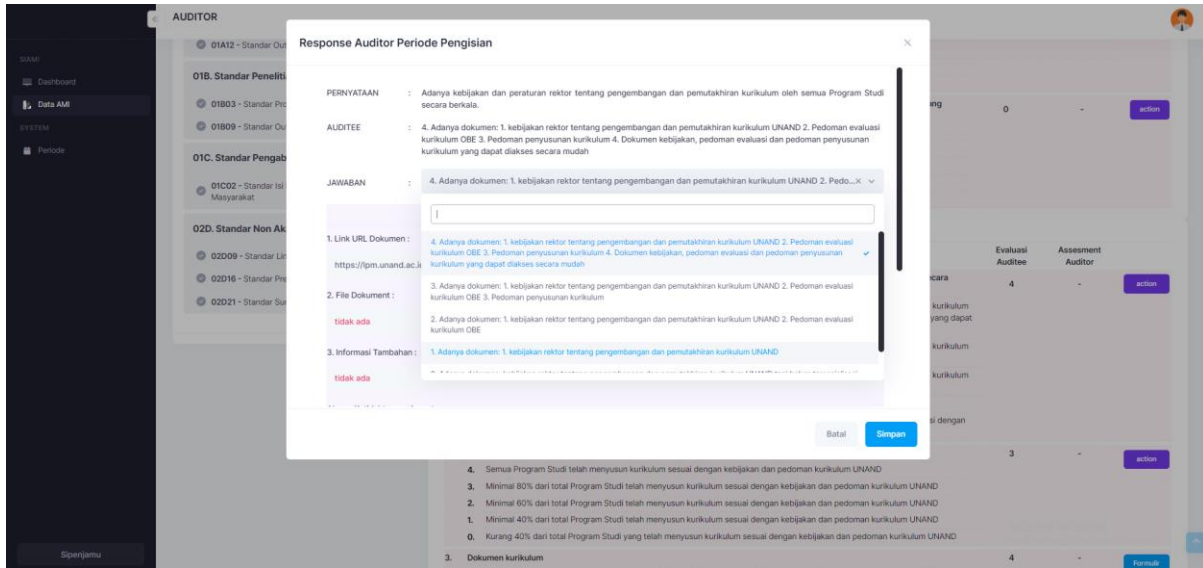 AUDITOR
SIAMI
Dashboard
Data AMI
SYSTEM
Periode
Sipenjamu
01A12 - Standar Out
01B. Standar Peneliti
01B03 - Standar Pro
01B09 - Standar Ou
01C. Standar Pengab
01C02 - Standar Isi
Masyarakat
02D. Standar Non Ak
02D09 - Standar Lir
02D16 - Standar Pre
02D21 - Standar Sur
Response Auditor Periode Pengisian
PERNYATAAN : Adanya kebijakan dan peraturan rektor tentang pengembangan dan pemutakhiran kurikulum oleh semua Program Studi
secara berkala.
AUDITEE : 4. Adanya dokumen: 1. kebijakan rektor tentang pengembangan dan pemutakhiran kurikulum UNAND 2. Pedoman evaluasi
kurikulum OBE 3. Pedoman penyusunan kurikulum 4. Dokumen kebijakan, pedoman evaluasi dan pedoman penyusunan
kurikulum yang dapat diakses secara mudah
JAWABAN : 4. Adanya dokumen: 1. kebijakan rektor tentang pengembangan dan pemutakhiran kurikulum UNAND 2. Pedo...
4. Adanya dokumen: 1. kebijakan rektor tentang pengembangan dan pemutakhiran kurikulum UNAND 2. Pedoman evaluasi
kurikulum OBE 3. Pedoman penyusunan kurikulum 4. Dokumen kebijakan, pedoman evaluasi dan pedoman penyusunan
kurikulum yang dapat diakses secara mudah
3. Adanya dokumen: 1. kebijakan rektor tentang pengembangan dan pemutakhiran kurikulum UNAND 2. Pedoman evaluasi
kurikulum OBE 3. Pedoman penyusunan kurikulum
2. Adanya dokumen: 1. kebijakan rektor tentang pengembangan dan pemutakhiran kurikulum UNAND 2. Pedoman evaluasi
kurikulum OBE
1. Adanya dokumen: 1. kebijakan rektor tentang pengembangan dan pemutakhiran kurikulum UNAND
1. Link URL Dokumen :
https://lpm.unand.ac.i
2. File Dokument :
tidak ada
3. Informasi Tambahan :
tidak ada
Batal
Simpan
ang
0 - action
Evaluasi Assesment
Auditee Auditor
ecara
4 - action
kurikulum
yang dapat
kurikulum
kurikulum
si dengan
3 - action
4. Semua Program Studi telah menyusun kurikulum sesuai dengan kebijakan dan pedoman kurikulum UNAND
3. Minimal 80% dari total Program Studi telah menyusun kurikulum sesuai dengan kebijakan dan pedoman kurikulum UNAND
2. Minimal 60% dari total Program Studi telah menyusun kurikulum sesuai dengan kebijakan dan pedoman kurikulum UNAND
1. Minimal 40% dari total Program Studi telah menyusun kurikulum sesuai dengan kebijakan dan pedoman kurikulum UNAND
0. Kurang 40% dari total Program Studi yang telah menyusun kurikulum sesuai dengan kebijakan dan pedoman kurikulum UNAND
3. Dokumen kurikulum 4 - Formulir